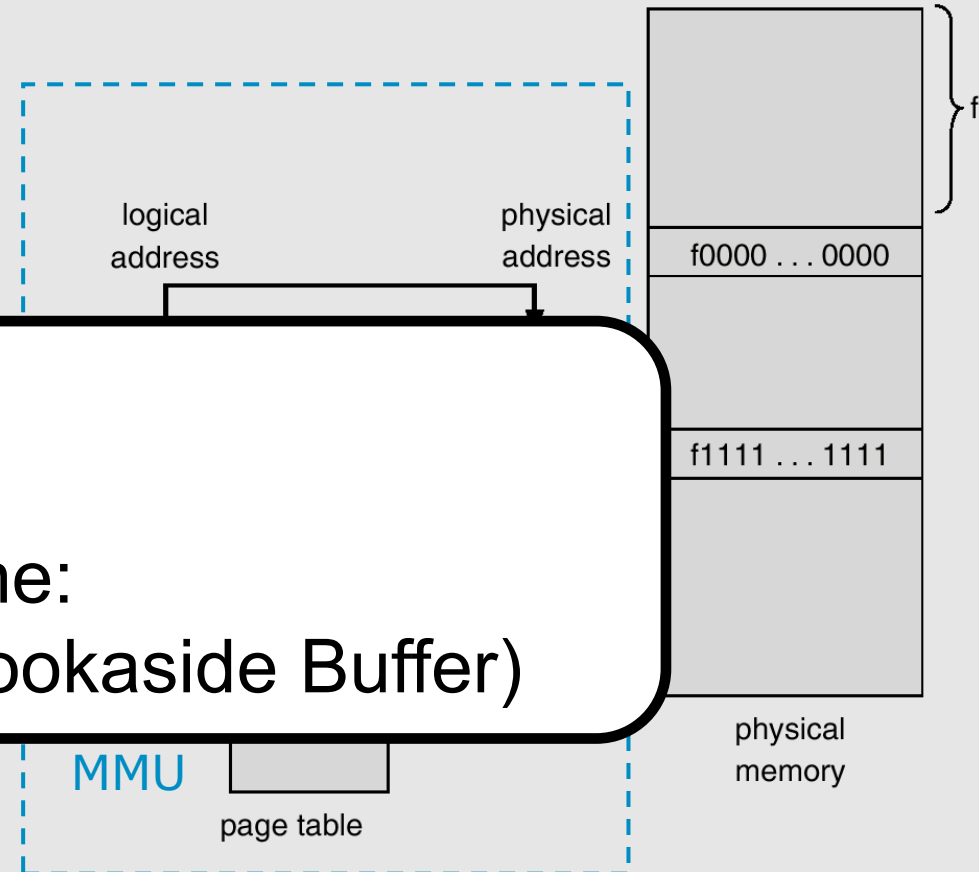 f
logical
address
physical
address
f0000 . . . 0000
f1111 . . . 1111
ne:
ookaside Buffer)
MMU
page table
physical
memory